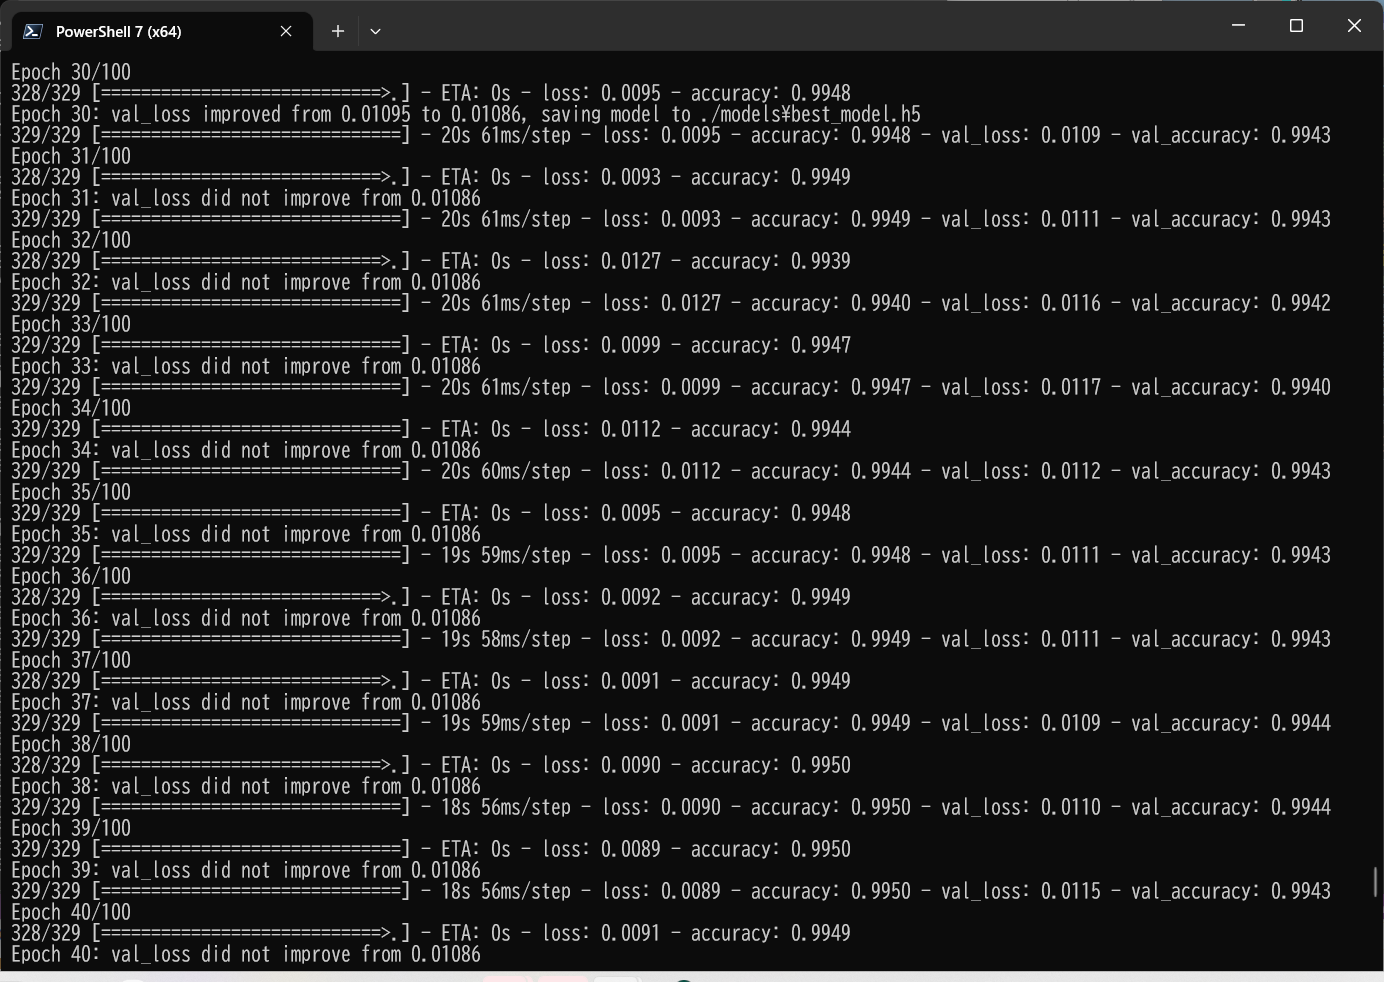 PowerShell 7 (x64)
Epoch 30/100
328/329 [============================>.] - ETA: 0s - loss: 0.0095 - accuracy: 0.9948
Epoch 30: val_loss improved from 0.01095 to 0.01086, saving model to ./models¥best_model.h5
329/329 [==============================] - 20s 61ms/step - loss: 0.0095 - accuracy: 0.9948 - val_loss: 0.0109 - val_accuracy: 0.9943
Epoch 31/100
328/329 [============================>.] - ETA: 0s - loss: 0.0093 - accuracy: 0.9949
Epoch 31: val_loss did not improve from 0.01086
329/329 [==============================] - 20s 61ms/step - loss: 0.0093 - accuracy: 0.9949 - val_loss: 0.0111 - val_accuracy: 0.9943
Epoch 32/100
328/329 [============================>.] - ETA: 0s - loss: 0.0127 - accuracy: 0.9939
Epoch 32: val_loss did not improve from 0.01086
329/329 [==============================] - 20s 61ms/step - loss: 0.0127 - accuracy: 0.9940 - val_loss: 0.0116 - val_accuracy: 0.9942
Epoch 33/100
329/329 [==============================] - ETA: 0s - loss: 0.0099 - accuracy: 0.9947
Epoch 33: val_loss did not improve from 0.01086
329/329 [==============================] - 20s 61ms/step - loss: 0.0099 - accuracy: 0.9947 - val_loss: 0.0117 - val_accuracy: 0.9940
Epoch 34/100
329/329 [==============================] - ETA: 0s - loss: 0.0112 - accuracy: 0.9944
Epoch 34: val_loss did not improve from 0.01086
329/329 [==============================] - 20s 60ms/step - loss: 0.0112 - accuracy: 0.9944 - val_loss: 0.0112 - val_accuracy: 0.9943
Epoch 35/100
329/329 [==============================] - ETA: 0s - loss: 0.0095 - accuracy: 0.9948
Epoch 35: val_loss did not improve from 0.01086
329/329 [==============================] - 19s 59ms/step - loss: 0.0095 - accuracy: 0.9948 - val_loss: 0.0111 - val_accuracy: 0.9943
Epoch 36/100
328/329 [============================>.] - ETA: 0s - loss: 0.0092 - accuracy: 0.9949
Epoch 36: val_loss did not improve from 0.01086
329/329 [==============================] - 19s 58ms/step - loss: 0.0092 - accuracy: 0.9949 - val_loss: 0.0111 - val_accuracy: 0.9943
Epoch 37/100
328/329 [============================>.] - ETA: 0s - loss: 0.0091 - accuracy: 0.9949
Epoch 37: val_loss did not improve from 0.01086
329/329 [==============================] - 19s 59ms/step - loss: 0.0091 - accuracy: 0.9949 - val_loss: 0.0109 - val_accuracy: 0.9944
Epoch 38/100
328/329 [============================>.] - ETA: 0s - loss: 0.0090 - accuracy: 0.9950
Epoch 38: val_loss did not improve from 0.01086
329/329 [==============================] - 18s 56ms/step - loss: 0.0090 - accuracy: 0.9950 - val_loss: 0.0110 - val_accuracy: 0.9944
Epoch 39/100
329/329 [==============================] - ETA: 0s - loss: 0.0089 - accuracy: 0.9950
Epoch 39: val_loss did not improve from 0.01086
329/329 [==============================] - 18s 56ms/step - loss: 0.0089 - accuracy: 0.9950 - val_loss: 0.0115 - val_accuracy: 0.9943
Epoch 40/100
328/329 [============================>.] - ETA: 0s - loss: 0.0091 - accuracy: 0.9949
Epoch 40: val_loss did not improve from 0.01086